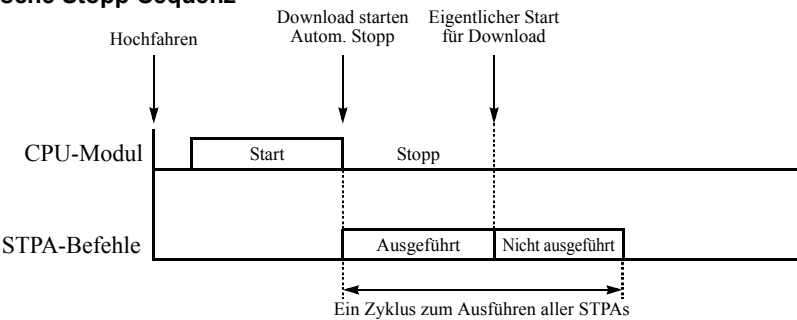 sche Stopp-Sequenz
Download starten
Autom. Stopp
Eigentlicher Start
für Download
Hochfahren
CPU-Modul
Start
Stopp
STPA-Befehle
Ausgeführt
Nicht ausgeführt
Ein Zyklus zum Ausführen aller STPAs